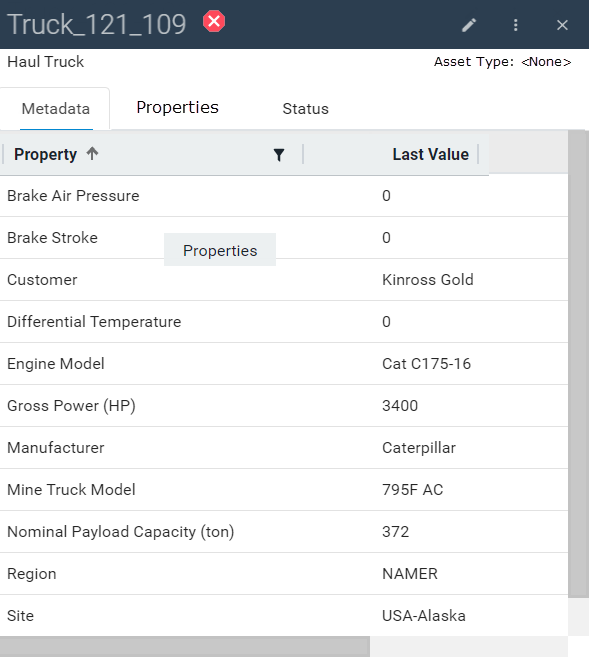 Truck_121_109
Haul Truck Asset Type: <None>
Metadata Properties Status
Property Last Value
Brake Air Pressure 0
Brake Stroke 0
Properties
Customer Kinross Gold
Differential Temperature 0
Engine Model Cat C175-16
Gross Power (HP) 3400
Manufacturer Caterpillar
Mine Truck Model 795F AC
Nominal Payload Capacity (ton) 372
Region NAMER
Site USA-Alaska